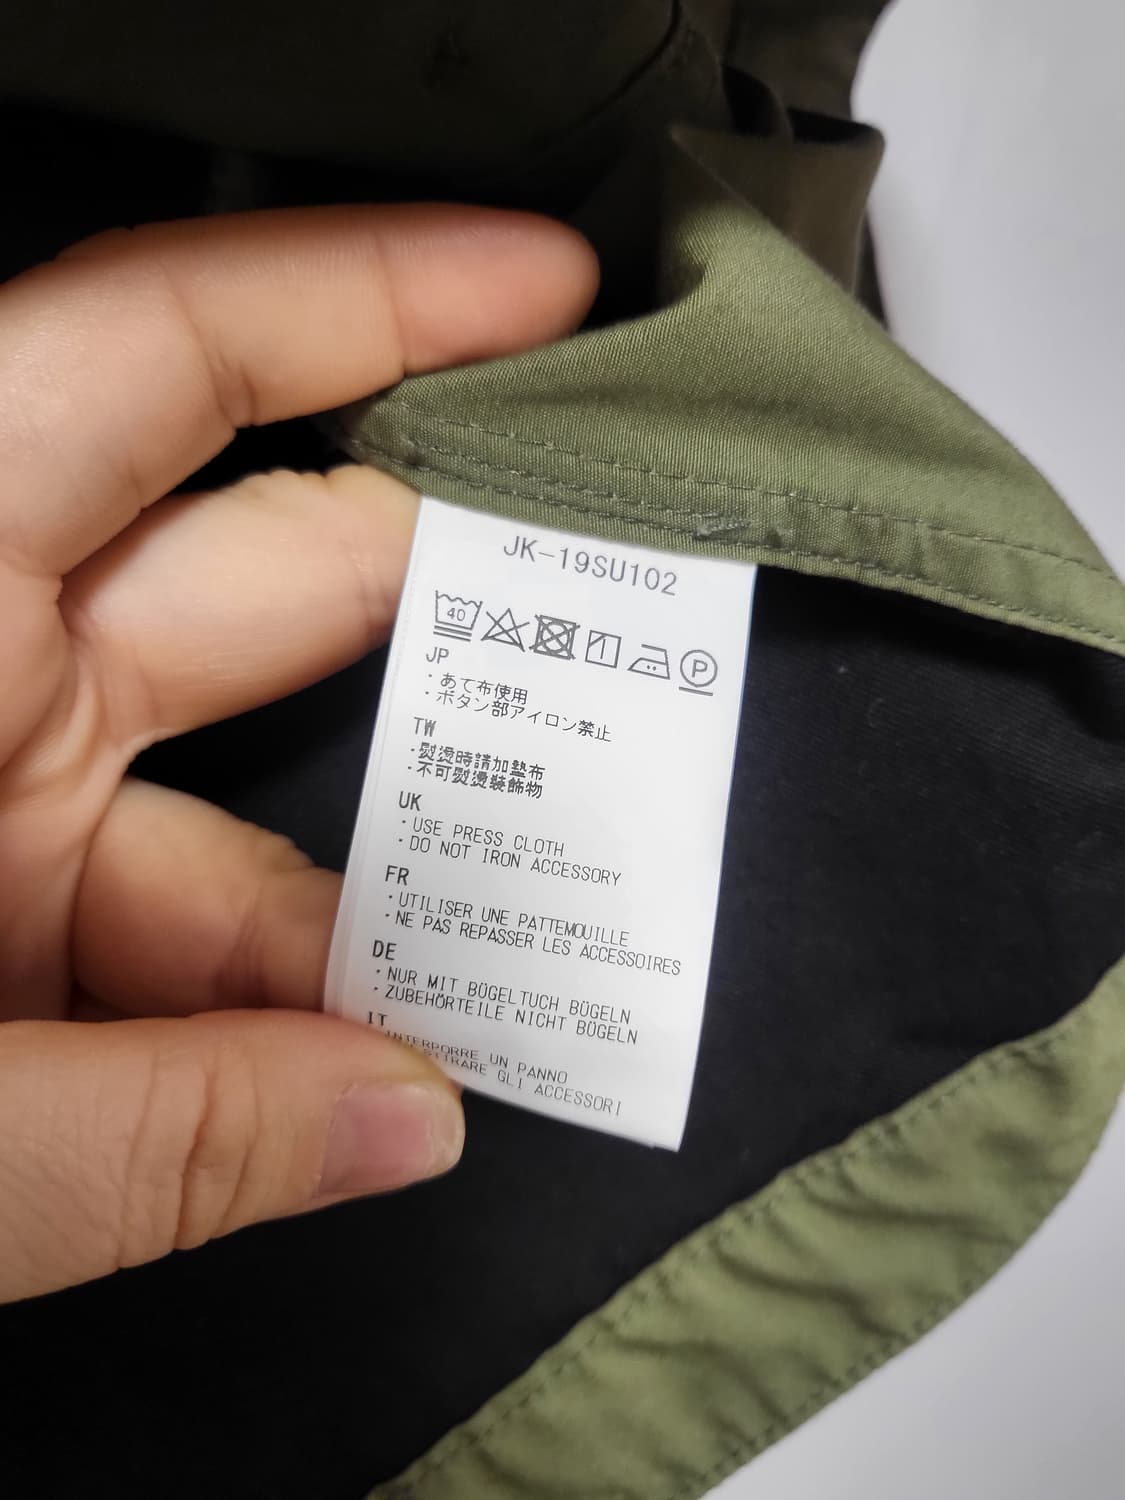 JK-19SU102
40
P
JP
・あて布使用
・ボタン部アイロン禁止
TW
・熨燙時請加墊布
・不可熨燙裝飾物
UK
・USE PRESS CLOTH
・DO NOT IRON ACCESSORY
FR
・UTILISER UNE PATTEMOUILLE
・NE PAS REPASSER LES ACCESSOIRES
DE
・NUR MIT BÜGELTUCH BÜGELN
・ZUBEHÖRTEILE NICHT BÜGELN
IT
INTERPORRE UN PANNO
GLI ACCESSORI